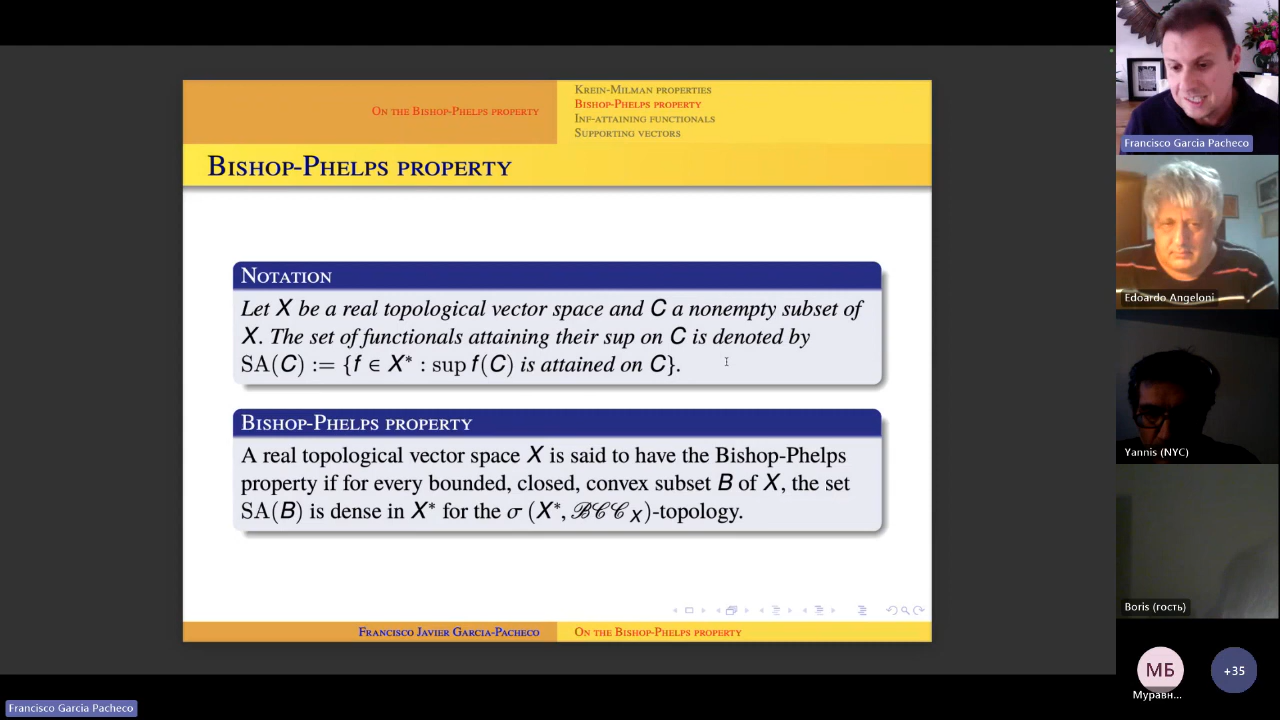 ON THE BISHOP-PHELPS PROPERTY
KREIN-MILMAN PROPERTIES
BISHOP-PHELPS PROPERTY
INF-ATTAINING FUNCTIONALS
SUPPORTING VECTORS
BISHOP-PHELPS PROPERTY
NOTATION
Let X be a real topological vector space and C a nonempty subset of
X. The set of functionals attaining their sup on C is denoted by
SA(C) := {f ∈ X* : sup f(C) is attained on C}.
BISHOP-PHELPS PROPERTY
A real topological vector space X is said to have the Bishop-Phelps
property if for every bounded, closed, convex subset B of X, the set
SA(B) is dense in X* for the σ (X*, ℬ𝒞𝒞_X)-topology.
FRANCISCO JAVIER GARCIA-PACHECO
ON THE BISHOP-PHELPS PROPERTY
Francisco Garcia Pacheco
Edoardo Angeloni
Yannis (NYC)
Boris (гость)
МБ
Муравн...
+35
Francisco Garcia Pacheco